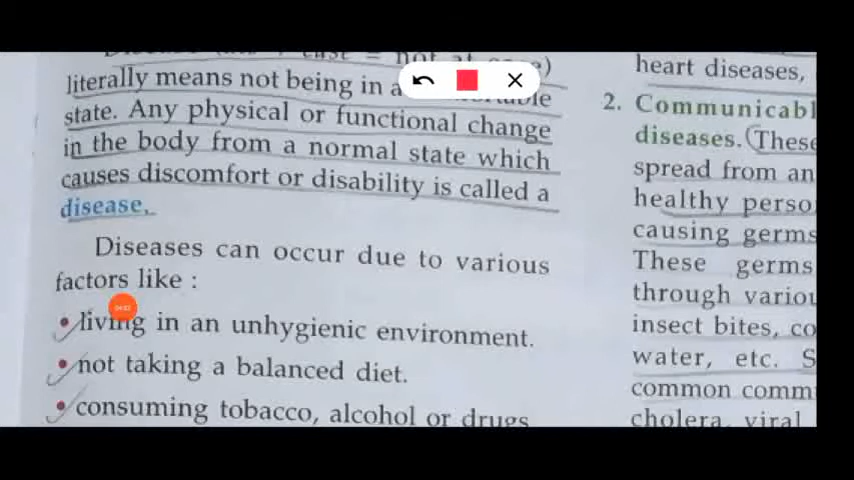 literally means not being in a
state. Any physical or functional change
in the body from a normal state which
causes discomfort or disability is called a
disease.
Diseases can occur due to various
factors like :
• living in an unhygienic environment.
• not taking a balanced diet.
• consuming tobacco, alcohol or drugs
heart diseases,
2. Communicabl
diseases. (These
spread from an
healthy perso
causing germs
These germs
through variou
insect bites, co
water, etc. S
common comm
cholera, viral